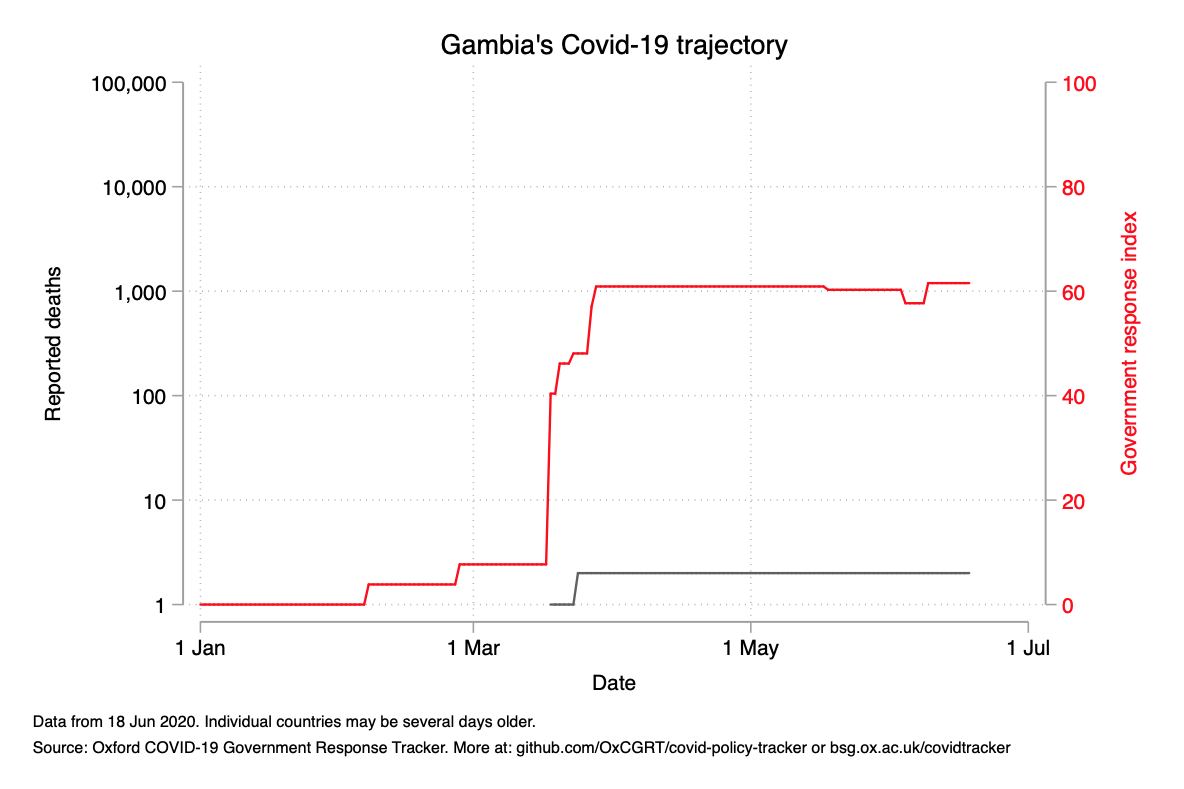 Gambia's Covid-19 trajectory
100,000
10,000
1,000
100
10
1
Reported deaths
100
80
60
40
20
0
Government response index
1 Jan
1 Mar
1 May
1 Jul
Date
Data from 18 Jun 2020. Individual countries may be several days older.
Source: Oxford COVID-19 Government Response Tracker. More at: github.com/OxCGRT/covid-policy-tracker or bsg.ox.ac.uk/covidtracker